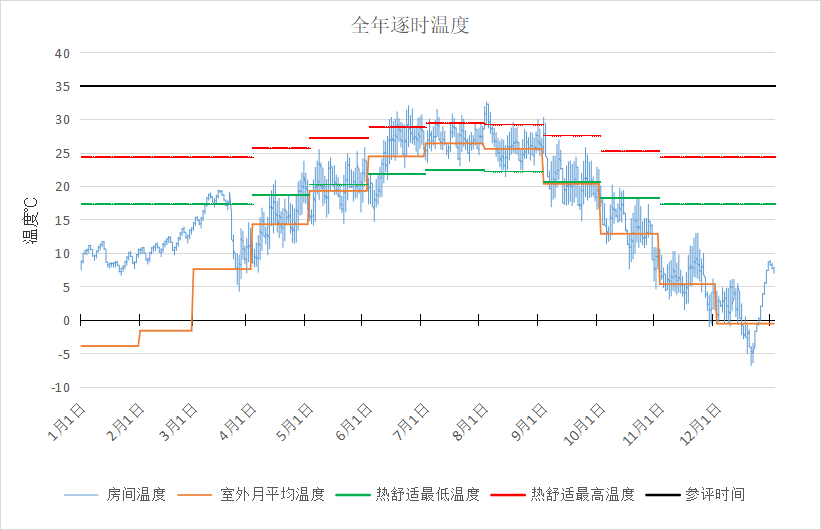 全年逐时温度
40
35
30
25
20
15
10
5
0
-5
-10
温度℃
1月1日
2月1日
3月1日
4月1日
5月1日
6月1日
7月1日
8月1日
9月1日
10月1日
11月1日
12月1日
房间温度 室外月平均温度 热舒适最低温度 热舒适最高温度 参评时间